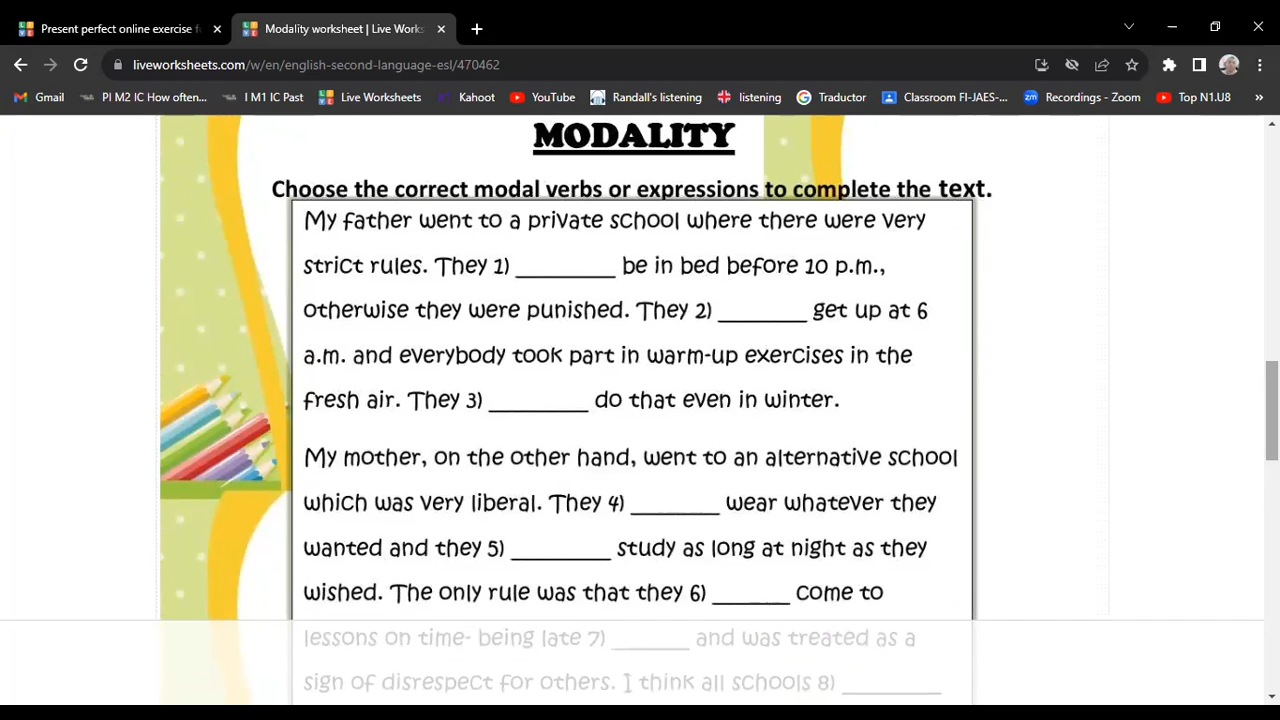 Present perfect online exercise f
Modality worksheet | Live Works
liveworksheets.com/w/en/english-second-language-esl/470462
Gmail
PI M2 IC How often...
I M1 IC Past
Live Worksheets
Kahoot
YouTube
Randall's listening
listening
Traductor
Classroom FI-JAES-...
Recordings - Zoom
Top N1.U8
»
MODALITY
Choose the correct modal verbs or expressions to complete the text.
My father went to a private school where there were very
strict rules. They 1) __________ be in bed before 10 p.m.,
otherwise they were punished. They 2) _________ get up at 6
a.m. and everybody took part in warm-up exercises in the
fresh air. They 3) __________ do that even in winter.
My mother, on the other hand, went to an alternative school
which was very liberal. They 4) _________ wear whatever they
wanted and they 5) __________ study as long at night as they
wished. The only rule was that they 6) ________ come to
lessons on time- being late 7) ________ and was treated as a
sign of disrespect for others. I think all schools 8) __________